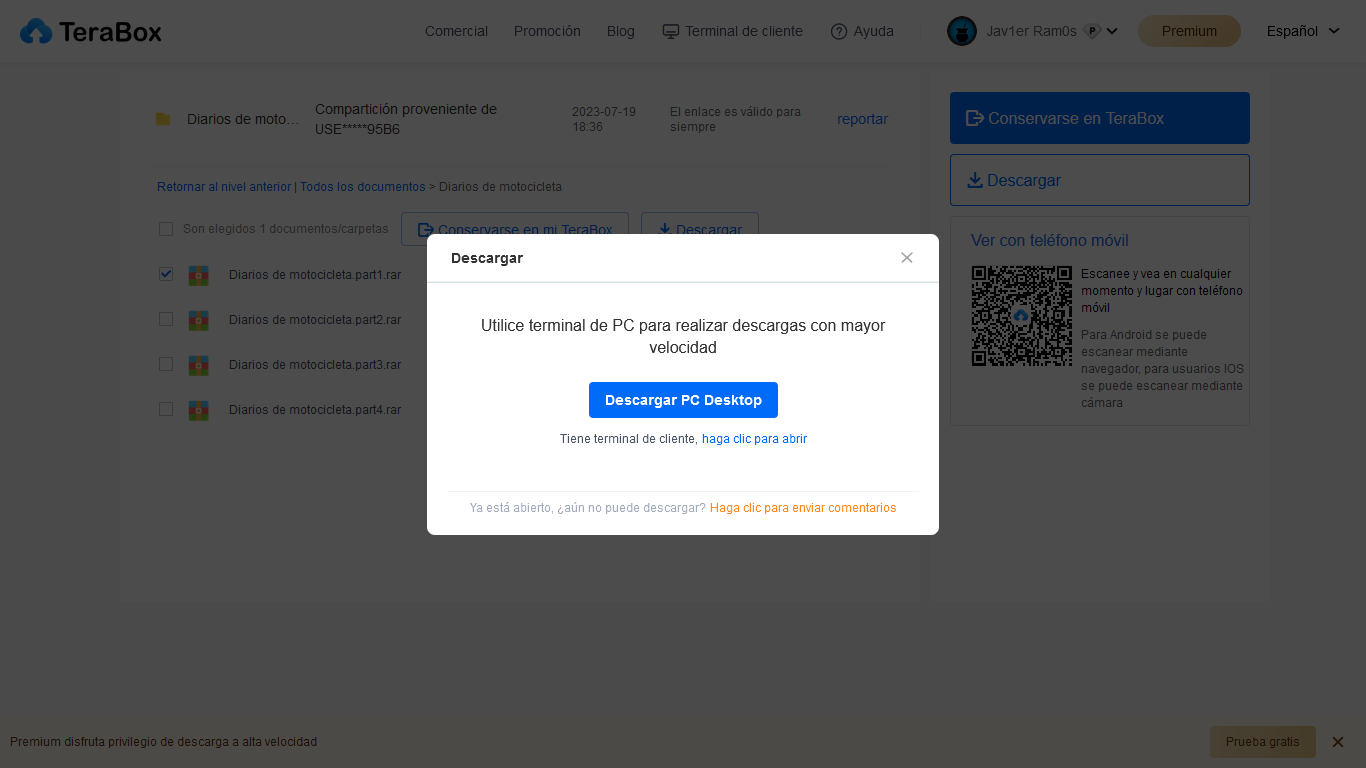 TeraBox
Comercial
Promoción
Blog
Terminal de cliente
Ayuda
Jav1er Ram0s
P
Premium
Español
Diarios de moto...
Compartición proveniente de
USE*****95B6
2023-07-19
18:36
El enlace es válido para
siempre
reportar
Retornar al nivel anterior | Todos los documentos > Diarios de motocicleta
Son elegidos 1 documentos/carpetas
Conservarse en mi TeraBox
Descargar
Diarios de motocicleta.part1.rar
Diarios de motocicleta.part2.rar
Diarios de motocicleta.part3.rar
Diarios de motocicleta.part4.rar
Descargar
Utilice terminal de PC para realizar descargas con mayor
velocidad
Descargar PC Desktop
Tiene terminal de cliente, haga clic para abrir
Ya está abierto, ¿aún no puede descargar? Haga clic para enviar comentarios
Conservarse en TeraBox
Descargar
Ver con teléfono móvil
Escanee y vea en cualquier
momento y lugar con teléfono
móvil
Para Android se puede
escanear mediante
navegador, para usuarios IOS
se puede escanear mediante
cámara
Premium disfruta privilegio de descarga a alta velocidad
Prueba gratis